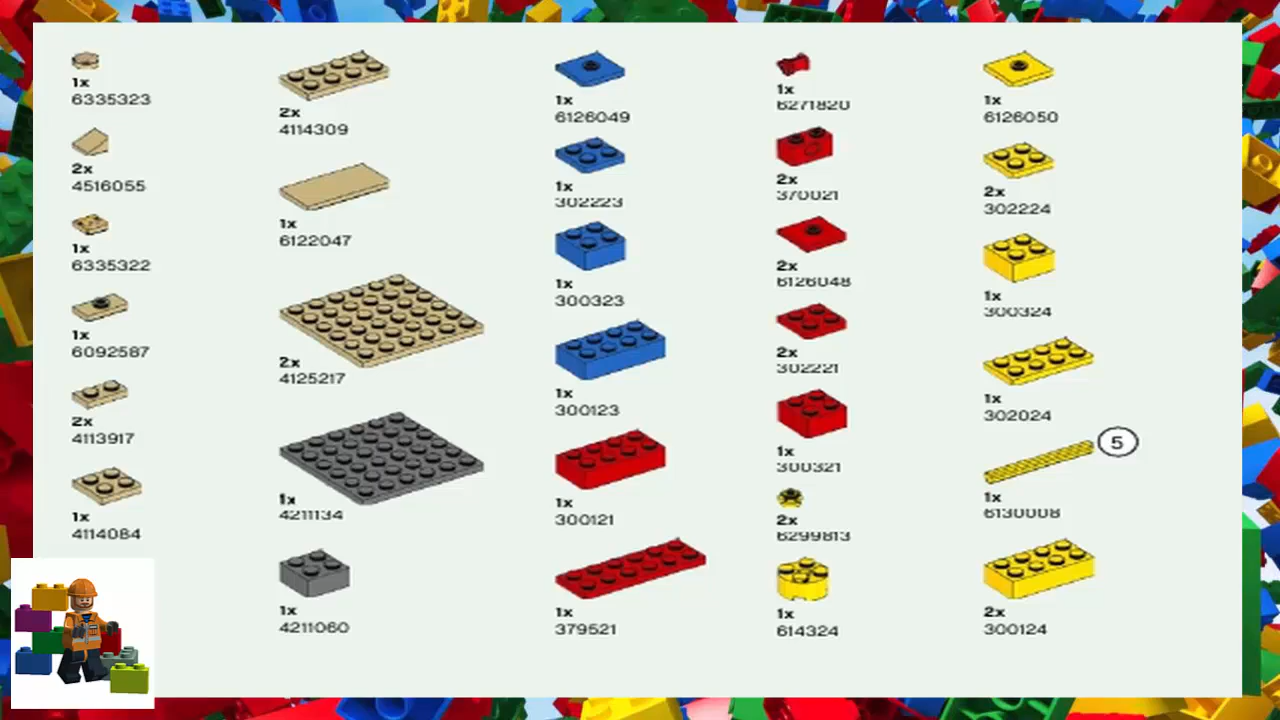 1x
6335323
2x
4516055
1x
6335322
1x
6092587
2x
4113917
1x
4114084
2x
4114309
1x
6122047
2x
4125217
1x
4211134
1x
4211060
1x
6126049
1x
302223
1x
300323
1x
300123
1x
300121
1x
379521
1x
6271820
2x
370021
2x
6126048
2x
302221
1x
300321
2x
6299813
1x
614324
1x
6126050
2x
302224
1x
300324
1x
302024
5
1x
6130008
2x
300124